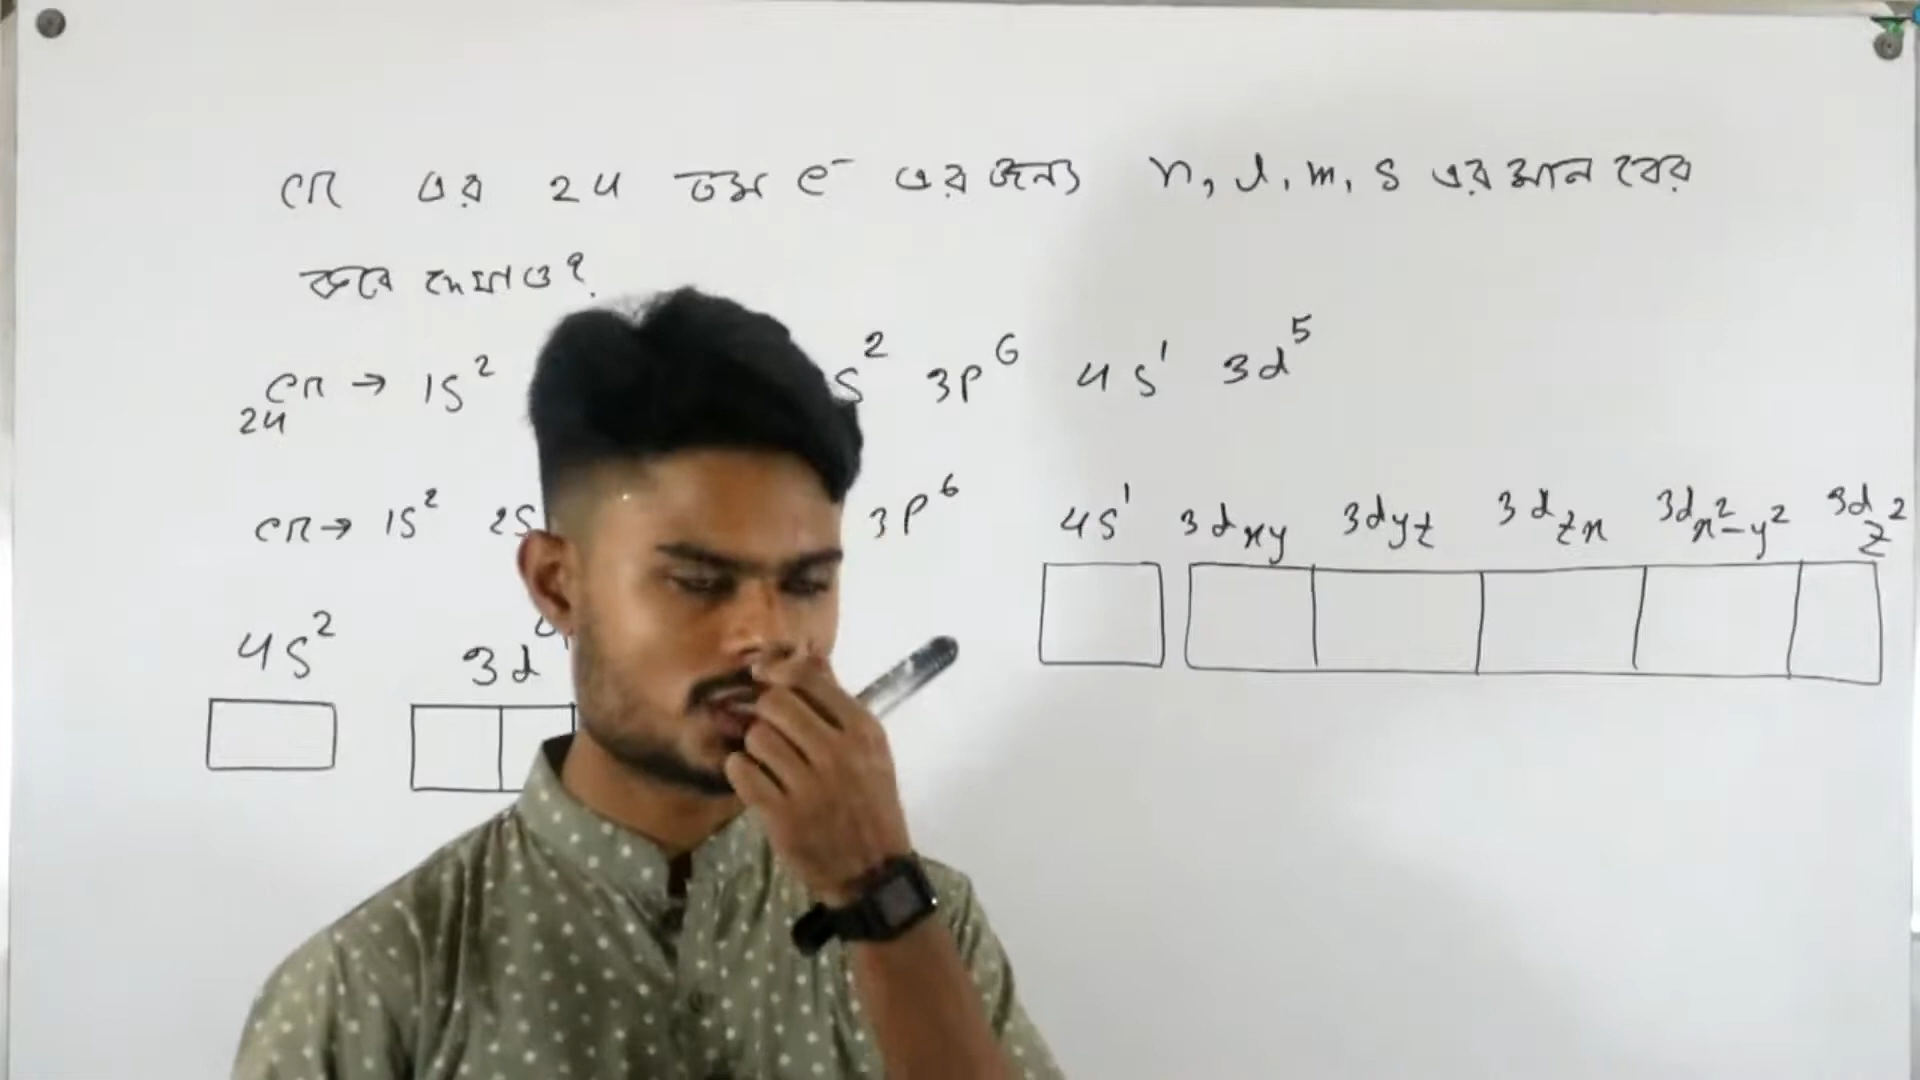 Cr এর 24 তম e⁻ এর জন্য n, l, m, s এর মান বের
করে দেখাও?
₂₄Cr → 1s² s² 3p⁶ 4s¹ 3d⁵
Cr → 1s² 2s 3p⁶ 4s¹ 3dxy 3dyz 3dzx 3dx²-y² 3dz²
4s² 3d